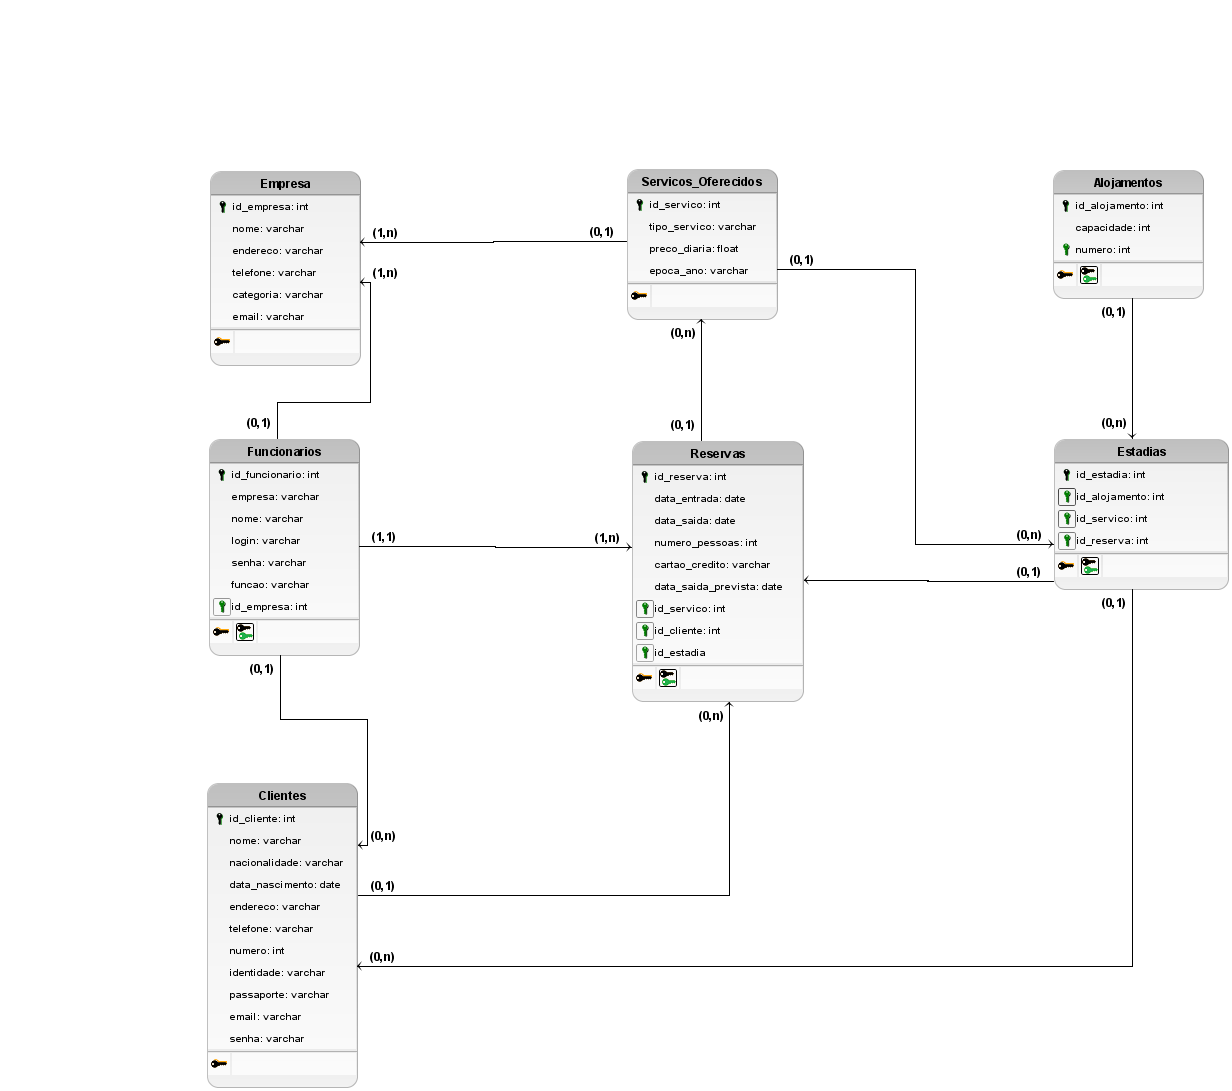 Empresa
id_empresa: int
nome: varchar
endereco: varchar
telefone: varchar
categoria: varchar
email: varchar
(1,n)
(1,n)
(0,1)
Servicos_Oferecidos
id_servico: int
tipo_servico: varchar
preco_diaria: float
epoca_ano: varchar
(0,1)
(0,n)
(0,1)
Alojamentos
id_alojamento: int
capacidade: int
numero: int
(0,1)
(0,n)
(0,1)
Funcionarios
id_funcionario: int
empresa: varchar
nome: varchar
login: varchar
senha: varchar
funcao: varchar
id_empresa: int
(1,1)
(1,n)
(0,1)
Reservas
id_reserva: int
data_entrada: date
data_saida: date
numero_pessoas: int
cartao_credito: varchar
data_saida_prevista: date
id_servico: int
id_cliente: int
id_estadia
(0,n)
Estadias
id_estadia: int
id_alojamento: int
id_servico: int
id_reserva: int
(0,n)
(0,1)
(0,1)
Clientes
id_cliente: int
nome: varchar
nacionalidade: varchar
data_nascimento: date
endereco: varchar
telefone: varchar
numero: int
identidade: varchar
passaporte: varchar
email: varchar
senha: varchar
(0,n)
(0,1)
(0,n)